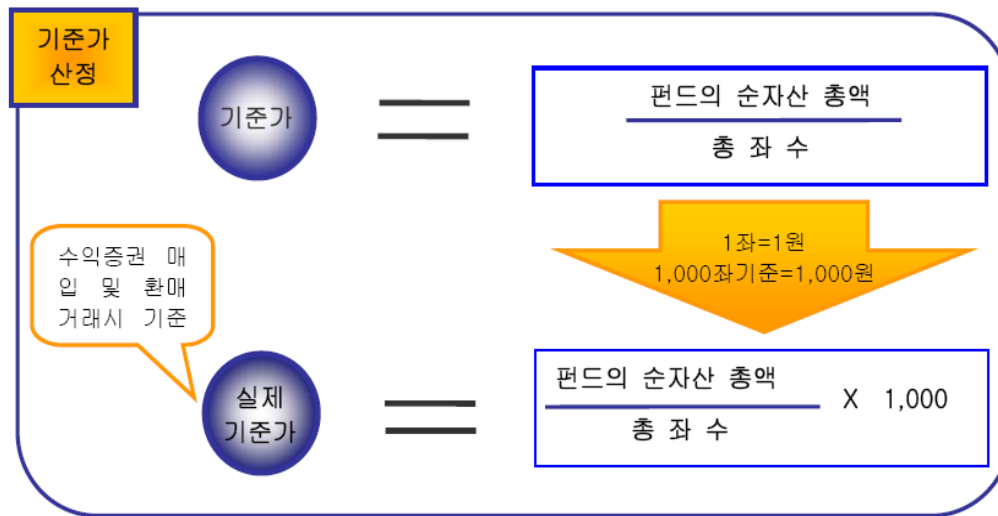 기준가
산정
기준가
=
펀드의 순자산 총액
총 좌 수
1좌=1원
1,000좌기준=1,000원
수익증권 매
입 및 환매
거래시 기준
실제
기준가
=
펀드의 순자산 총액
총 좌 수
X 1,000